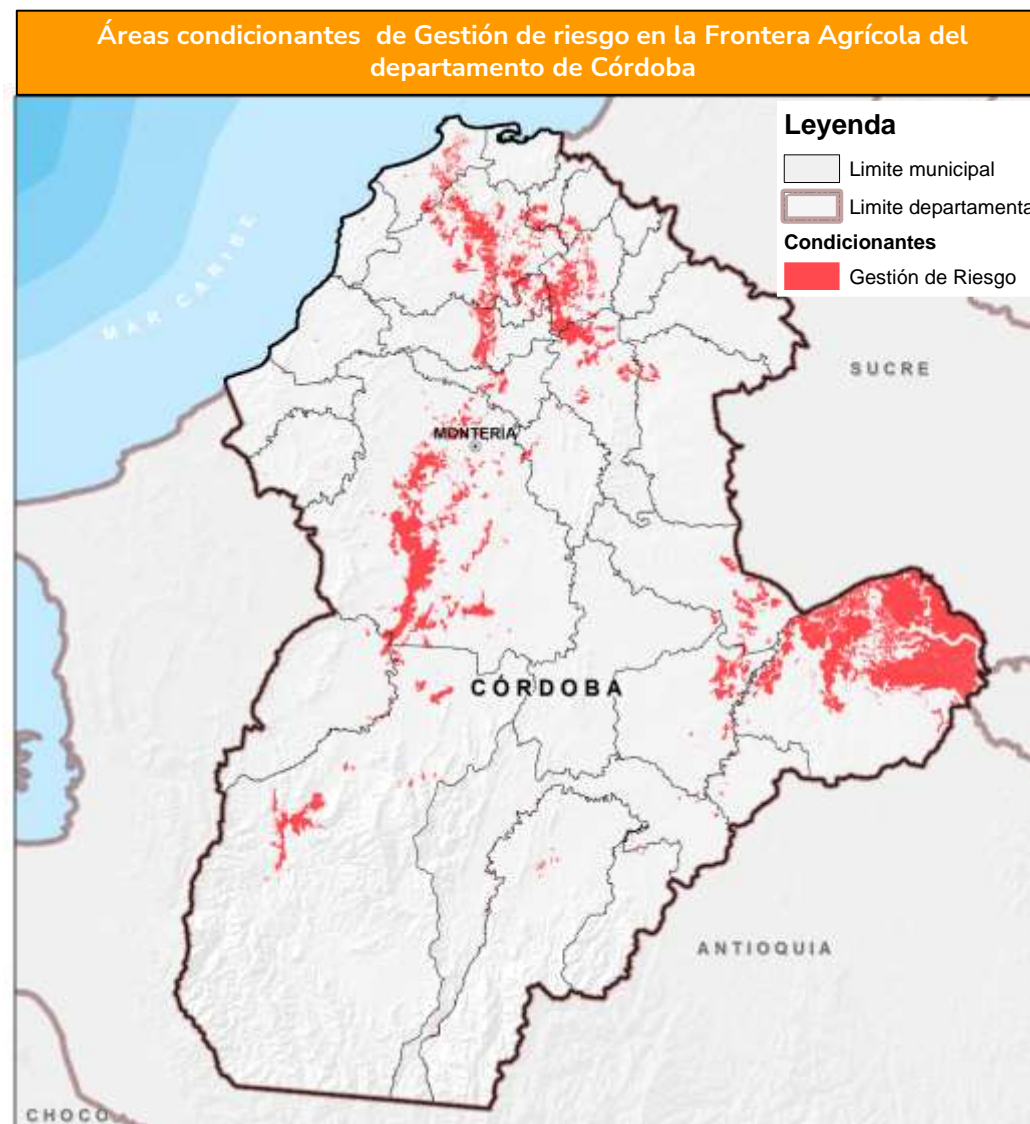 Áreas condicionantes de Gestión de riesgo en la Frontera Agrícola del
departamento de Córdoba
Leyenda
Limite municipal
Limite departamenta
Condicionantes
Gestión de Riesgo
MAR CARIBE
SUCRE
MONTERÍA
CÓRDOBA
ANTIOQUIA
CHOCÓ